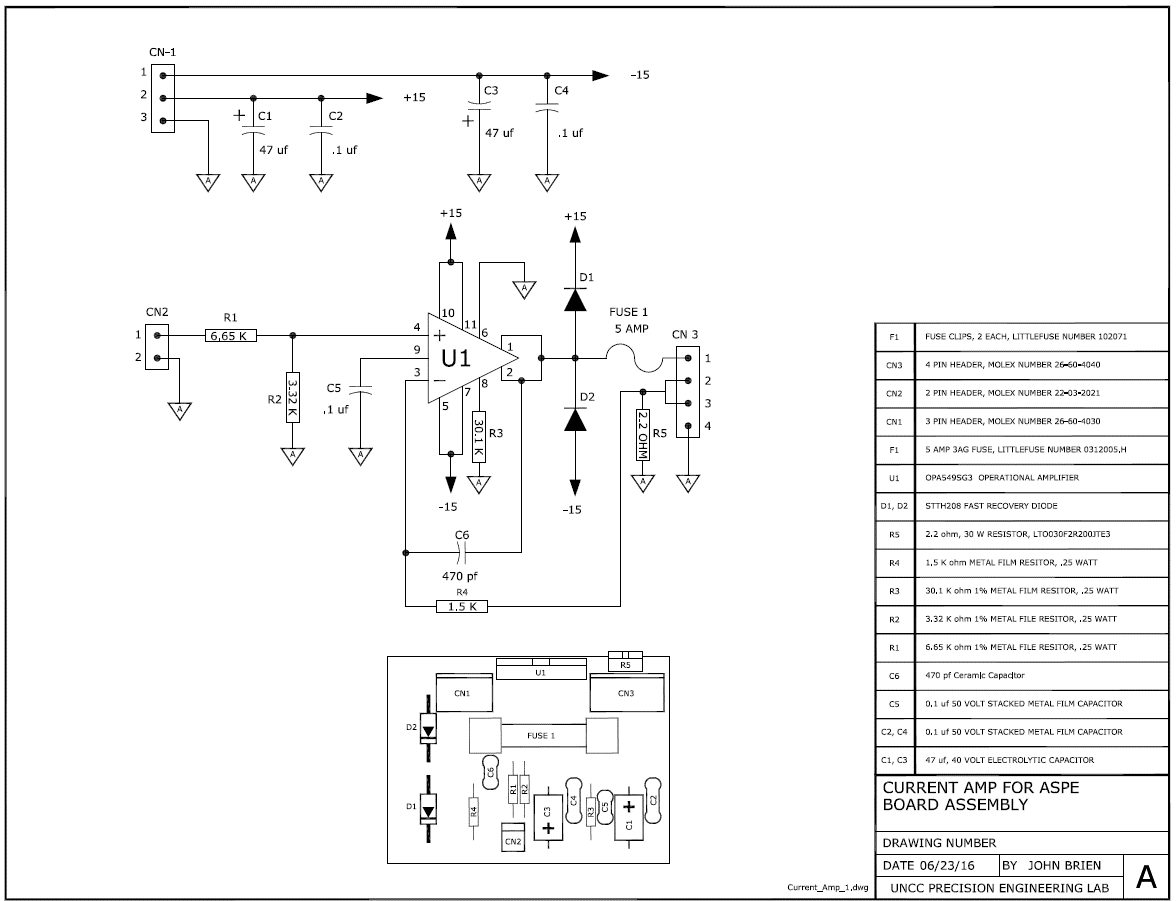 CN-1
1
2
3
-15
+15
C1
47 uf
C2
.1 uf
C3
47 uf
C4
.1 uf
+
+
A
A
A
A
A
+15
+15
-15
-15
CN2
1
2
R1
6,65 K
R2
3.32 K
A
A
C5
.1 uf
A
4
9
3
10
11
6
+
U1
−
1
2
5
7
8
A
R3
30.1 K
A
D1
D2
FUSE 1
5 AMP
CN 3
1
2
3
4
R5
2.2 OHM
A
A
C6
470 pf
R4
1.5 K
R5
U1
CN1
CN3
D2
FUSE 1
C6
D1
R4
R1
R2
C3
+
C4
R3
C5
C1
+
C2
CN2
F1 FUSE CLIPS, 2 EACH, LITTLEFUSE NUMBER 102071
CN3 4 PIN HEADER, MOLEX NUMBER 26-60-4040
CN2 2 PIN HEADER, MOLEX NUMBER 22-03-2021
CN1 3 PIN HEADER, MOLEX NUMBER 26-60-4030
F1 5 AMP 3AG FUSE, LITTLEFUSE NUMBER 0312005.H
U1 OPA549SG3 OPERATIONAL AMPLIFIER
D1, D2 STTH208 FAST RECOVERY DIODE
R5 2.2 ohm, 30 W RESISTOR, LTO030F2R200JTE3
R4 1.5 K ohm METAL FILM RESITOR, .25 WATT
R3 30.1 K ohm 1% METAL FILM RESITOR, .25 WATT
R2 3.32 K ohm 1% METAL FILE RESITOR, .25 WATT
R1 6.65 K ohm 1% METAL FILE RESITOR, .25 WATT
C6 470 pf Ceramic Capacitor
C5 0.1 uf 50 VOLT STACKED METAL FILM CAPACITOR
C2, C4 0.1 uf 50 VOLT STACKED METAL FILM CAPACITOR
C1, C3 47 uf, 40 VOLT ELECTROLYTIC CAPACITOR
CURRENT AMP FOR ASPE
BOARD ASSEMBLY
DRAWING NUMBER
DATE 06/23/16 BY JOHN BRIEN
UNCC PRECISION ENGINEERING LAB
A
Current_Amp_1.dwg